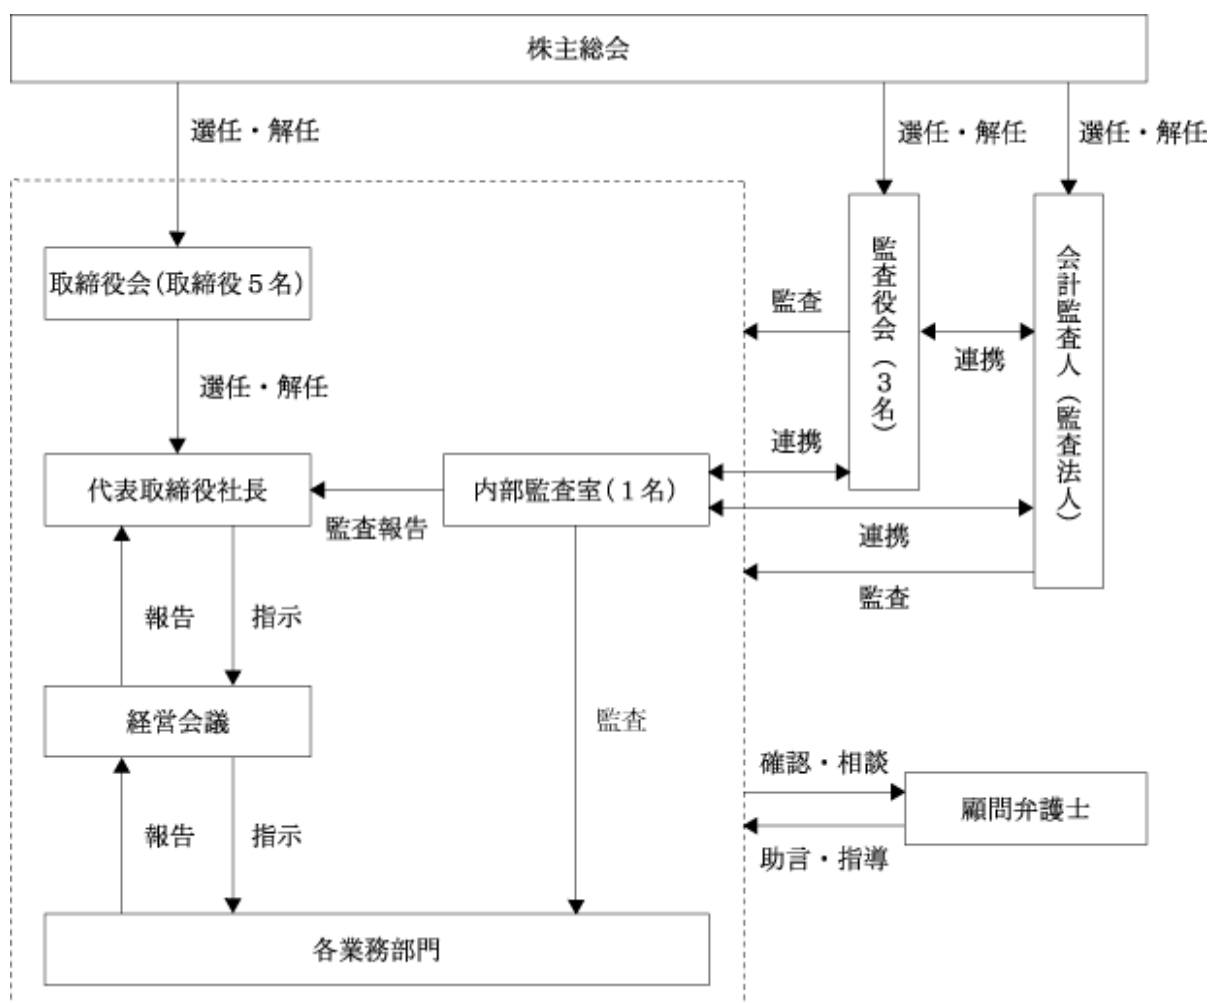 株主総会
選任・解任
選任・解任
選任・解任
取締役会(取締役5名)
監査役会(3名)
会計監査人(監査法人)
監査
連携
選任・解任
連携
代表取締役社長
内部監査室(1名)
監査報告
連携
監査
報告
指示
経営会議
監査
確認・相談
顧問弁護士
報告
指示
助言・指導
各業務部門